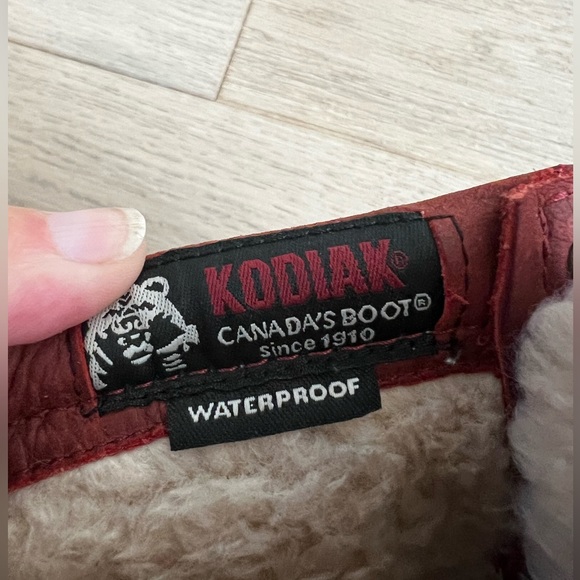 KODIAK®
CANADA'S BOOT®
since 1910
WATERPROOF